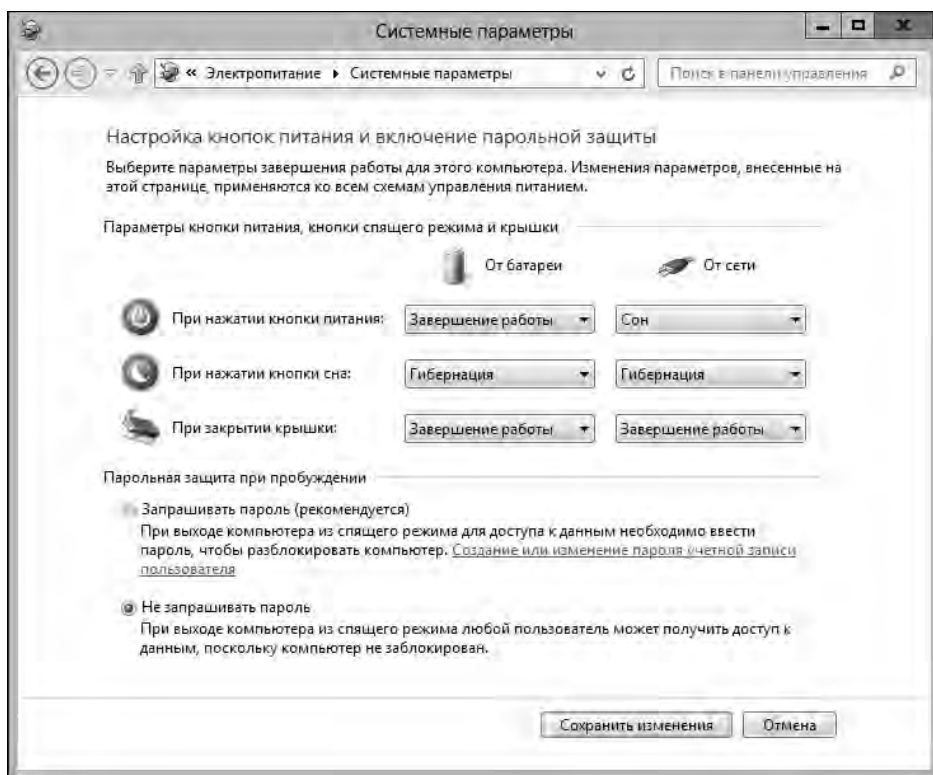 Системные параметры
« Электропитание ▸ Системные параметры
Поиск в панели управления
Настройка кнопок питания и включение парольной защиты
Выберите параметры завершения работы для этого компьютера. Изменения параметров, внесенные на
этой странице, применяются ко всем схемам управления питанием.
Параметры кнопки питания, кнопки спящего режима и крышки
От батареи От сети
При нажатии кнопки питания: Завершение работы Сон
При нажатии кнопки сна: Гибернация Гибернация
При закрытии крышки: Завершение работы Завершение работы
Парольная защита при пробуждении
Запрашивать пароль (рекомендуется)
При выходе компьютера из спящего режима для доступа к данным необходимо ввести
пароль, чтобы разблокировать компьютер. Создание или изменение пароля учетной записи
пользователя
Не запрашивать пароль
При выходе компьютера из спящего режима любой пользователь может получить доступ к
данным, поскольку компьютер не заблокирован.
Сохранить изменения Отмена